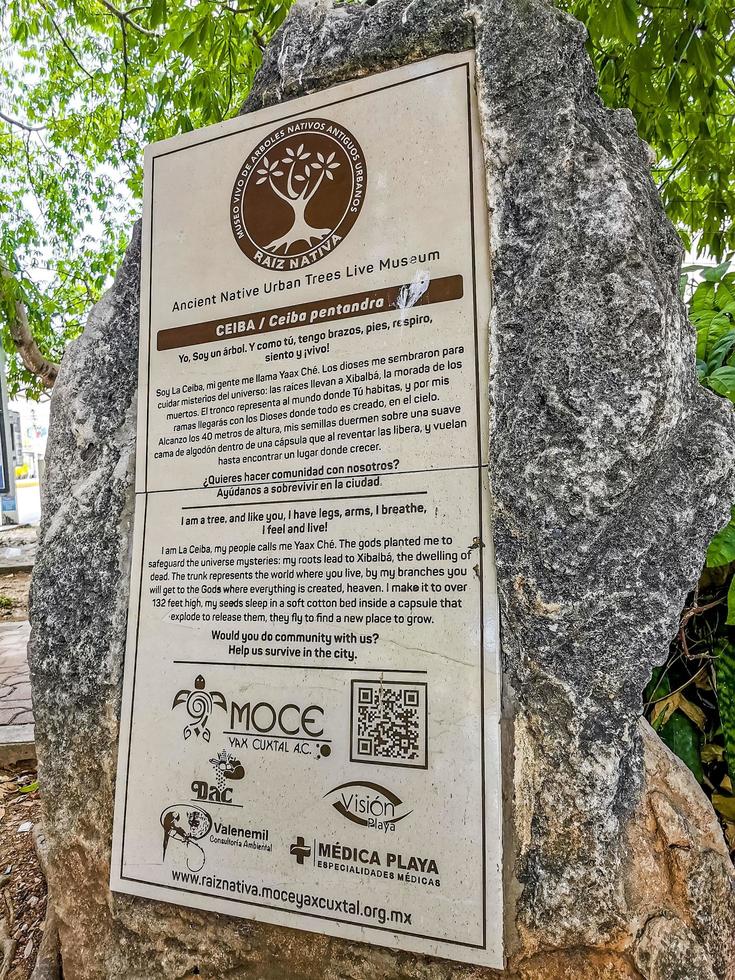 MUSEO VIVO DE ARBOLES NATIVOS ANTIGUOS URBANOS
RAÍZ NATIVA
Ancient Native Urban Trees Live Museum
CEIBA / Ceiba pentandra
Yo, Soy un árbol. Y como tú, tengo brazos, pies, respiro,
siento y ¡vivo!
Soy La Ceiba, mi gente me llama Yaax Ché. Los dioses me sembraron para
cuidar misterios del universo: las raíces llevan a Xibalbá, la morada de los
muertos. El tronco representa al mundo donde Tú habitas, y por mis
ramas llegarás con los Dioses donde todo es creado, en el cielo.
Alcanzo los 40 metros de altura, mis semillas duermen sobre una suave
cama de algodón dentro de una cápsula que al reventar las libera, y vuelan
hasta encontrar un lugar donde crecer.
¿Quieres hacer comunidad con nosotros?
Ayúdanos a sobrevivir en la ciudad.
I am a tree, and like you, I have legs, arms, I breathe,
I feel and live!
I am La Ceiba, my people calls me Yaax Ché. The gods planted me to
safeguard the universe mysteries: my roots lead to Xibalbá, the dwelling of
dead. The trunk represents the world where you live, by my branches you
will get to the Gods where everything is created, heaven. I make it to over
132 feet high, my seeds sleep in a soft cotton bed inside a capsule that
explode to release them, they fly to find a new place to grow.
Would you do community with us?
Help us survive in the city.
MOCE
YAX CUXTAL A.C.
Dac
Visión
Playa
Valenemil
Consultoría Ambiental
MÉDICA PLAYA
ESPECIALIDADES MÉDICAS
www.raiznativa.moceyaxcuxtal.org.mx